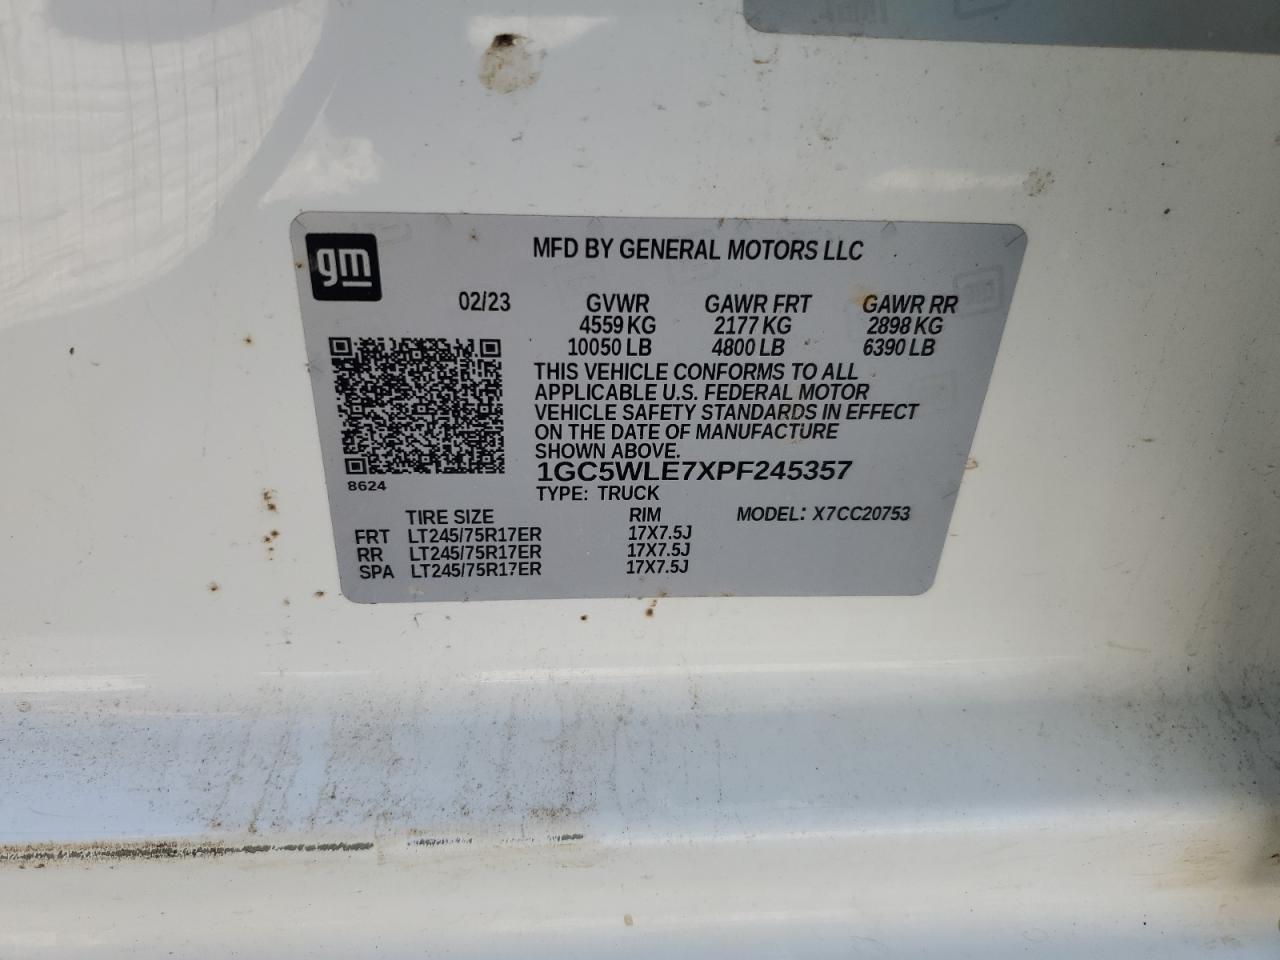 gm
MFD BY GENERAL MOTORS LLC
02/23 GVWR GAWR FRT GAWR RR
4559 KG 2177 KG 2898 KG
10050 LB 4800 LB 6390 LB
THIS VEHICLE CONFORMS TO ALL
APPLICABLE U.S. FEDERAL MOTOR
VEHICLE SAFETY STANDARDS IN EFFECT
ON THE DATE OF MANUFACTURE
SHOWN ABOVE.
1GC5WLE7XPF245357
8624
TYPE: TRUCK
TIRE SIZE RIM MODEL: X7CC20753
FRT LT245/75R17ER 17X7.5J
RR LT245/75R17ER 17X7.5J
SPA LT245/75R17ER 17X7.5J